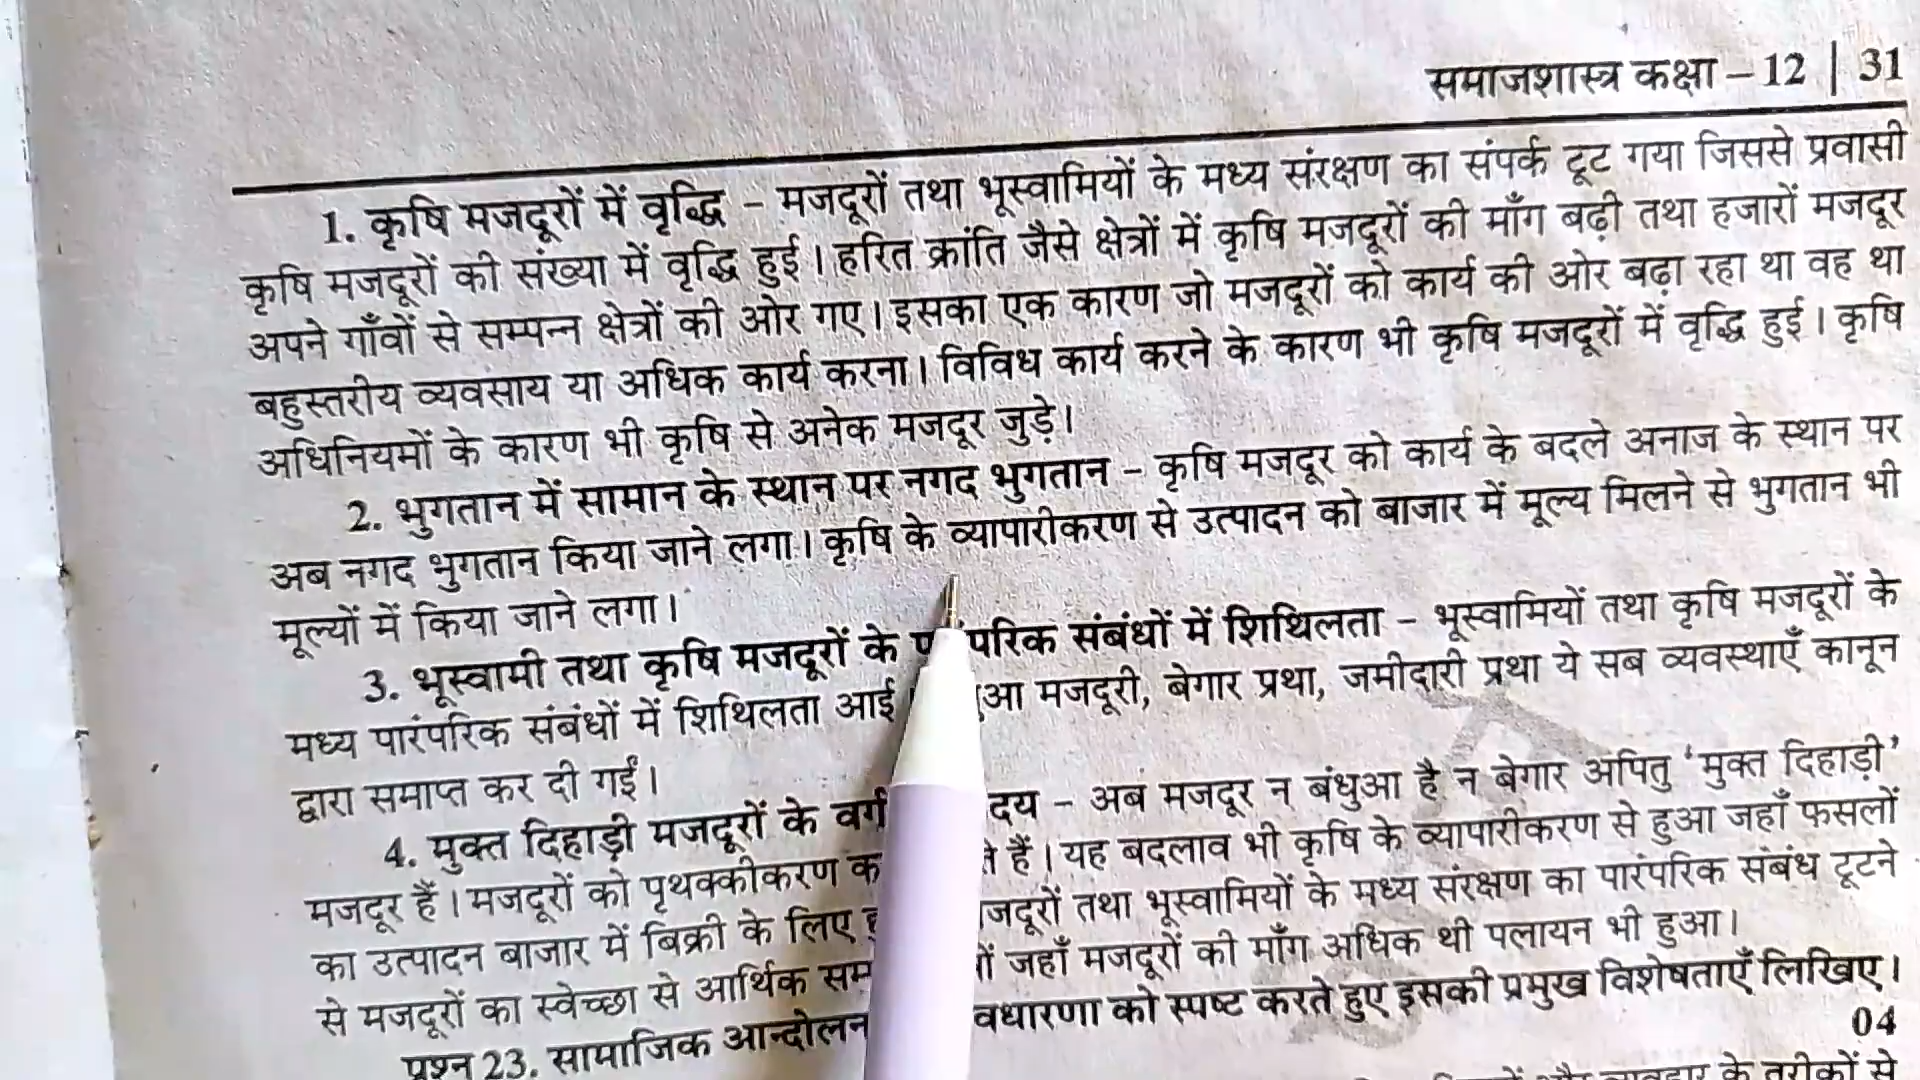 समाजशास्त्र कक्षा – 12 | 31
1. कृषि मजदूरों में वृद्धि – मजदूरों तथा भूस्वामियों के मध्य संरक्षण का संपर्क टूट गया जिससे प्रवासी
कृषि मजदूरों की संख्या में वृद्धि हुई। हरित क्रांति जैसे क्षेत्रों में कृषि मजदूरों की माँग बढ़ी तथा हजारों मजदूर
अपने गाँवों से सम्पन्न क्षेत्रों की ओर गए। इसका एक कारण जो मजदूरों को कार्य की ओर बढ़ा रहा था वह था
बहुस्तरीय व्यवसाय या अधिक कार्य करना। विविध कार्य करने के कारण भी कृषि मजदूरों में वृद्धि हुई। कृषि
अधिनियमों के कारण भी कृषि से अनेक मजदूर जुड़े।
2. भुगतान में सामान के स्थान पर नगद भुगतान – कृषि मजदूर को कार्य के बदले अनाज के स्थान पर
अब नगद भुगतान किया जाने लगा। कृषि के व्यापारीकरण से उत्पादन को बाजार में मूल्य मिलने से भुगतान भी
मूल्यों में किया जाने लगा।
3. भूस्वामी तथा कृषि मजदूरों के परिक संबंधों में शिथिलता – भूस्वामियों तथा कृषि मजदूरों के
मध्य पारंपरिक संबंधों में शिथिलता आई मजदूरी, बेगार प्रथा, जमीदारी प्रथा ये सब व्यवस्थाएँ कानून
द्वारा समाप्त कर दी गईं।
4. मुक्त दिहाड़ी मजदूरों के वर्ग दय – अब मजदूर न बंधुआ है न बेगार अपितु ‘मुक्त दिहाड़ी’
मजदूर हैं। मजदूरों को पृथक्कीकरण हैं। यह बदलाव भी कृषि के व्यापारीकरण से हुआ जहाँ फसलों
का उत्पादन बाजार में बिक्री के लिए जदूरों तथा भूस्वामियों के मध्य संरक्षण का पारंपरिक संबंध टूटने
से मजदूरों का स्वेच्छा से आर्थिक सम जहाँ मजदूरों की माँग अधिक थी पलायन भी हुआ।
प्रश्न 23. सामाजिक आन्दोलन वधारणा को स्पष्ट करते हुए इसकी प्रमुख विशेषताएँ लिखिए।
04
के तरीकों से